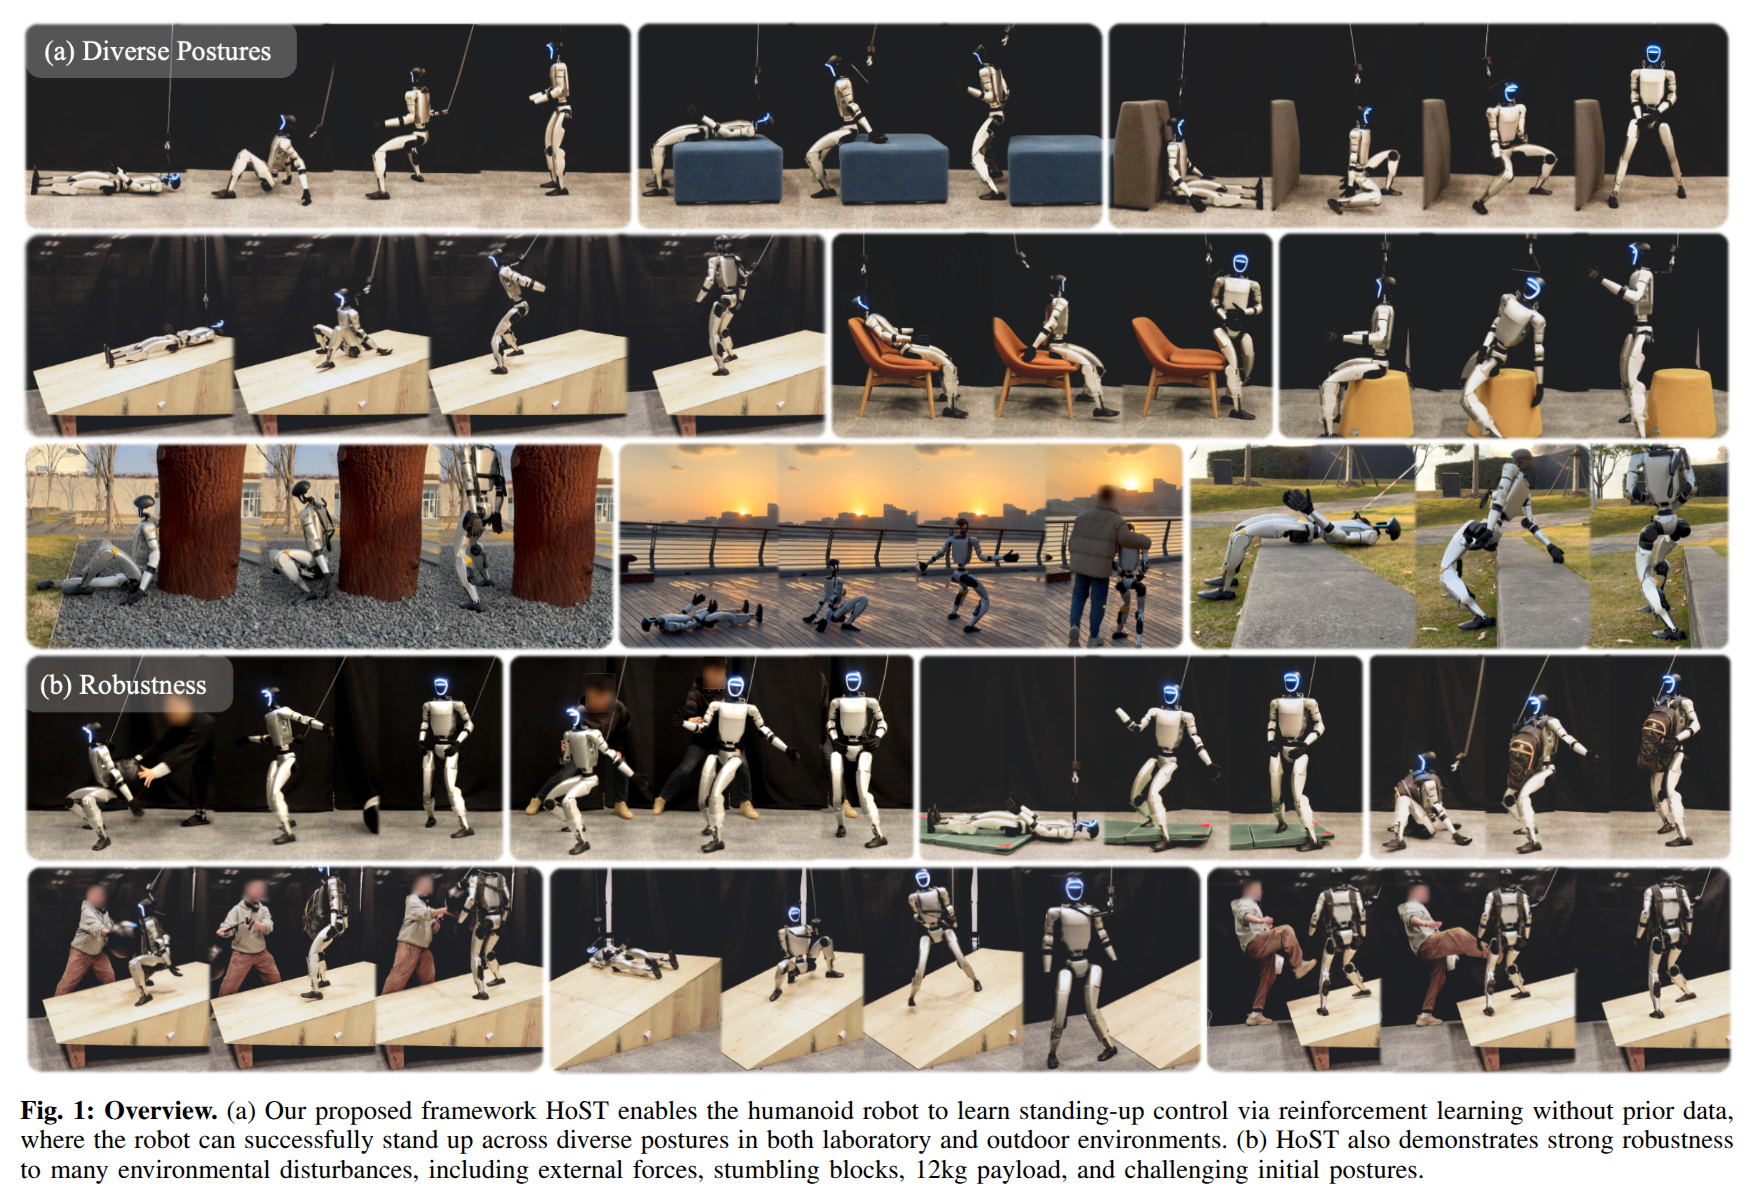 (a) Diverse Postures
(b) Robustness
Fig. 1: Overview. (a) Our proposed framework HoST enables the humanoid robot to learn standing-up control via reinforcement learning without prior data,
where the robot can successfully stand up across diverse postures in both laboratory and outdoor environments. (b) HoST also demonstrates strong robustness
to many environmental disturbances, including external forces, stumbling blocks, 12kg payload, and challenging initial postures.